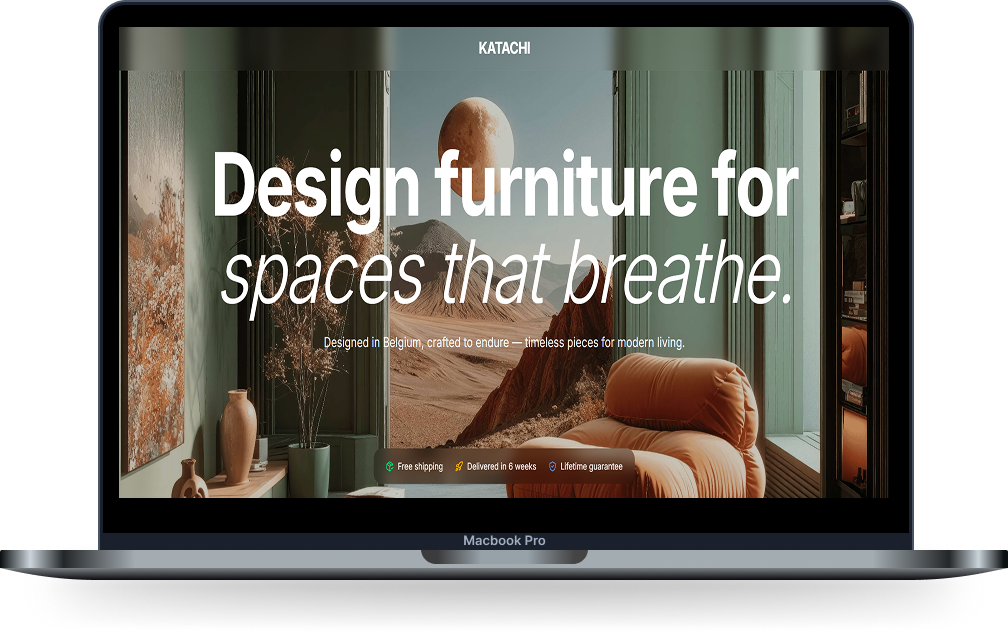 KATACHI
Design furniture for
spaces that breathe.
Designed in Belgium, crafted to endure — timeless pieces for modern living.
Free shipping
Delivered in 6 weeks
Lifetime guarantee
Macbook Pro